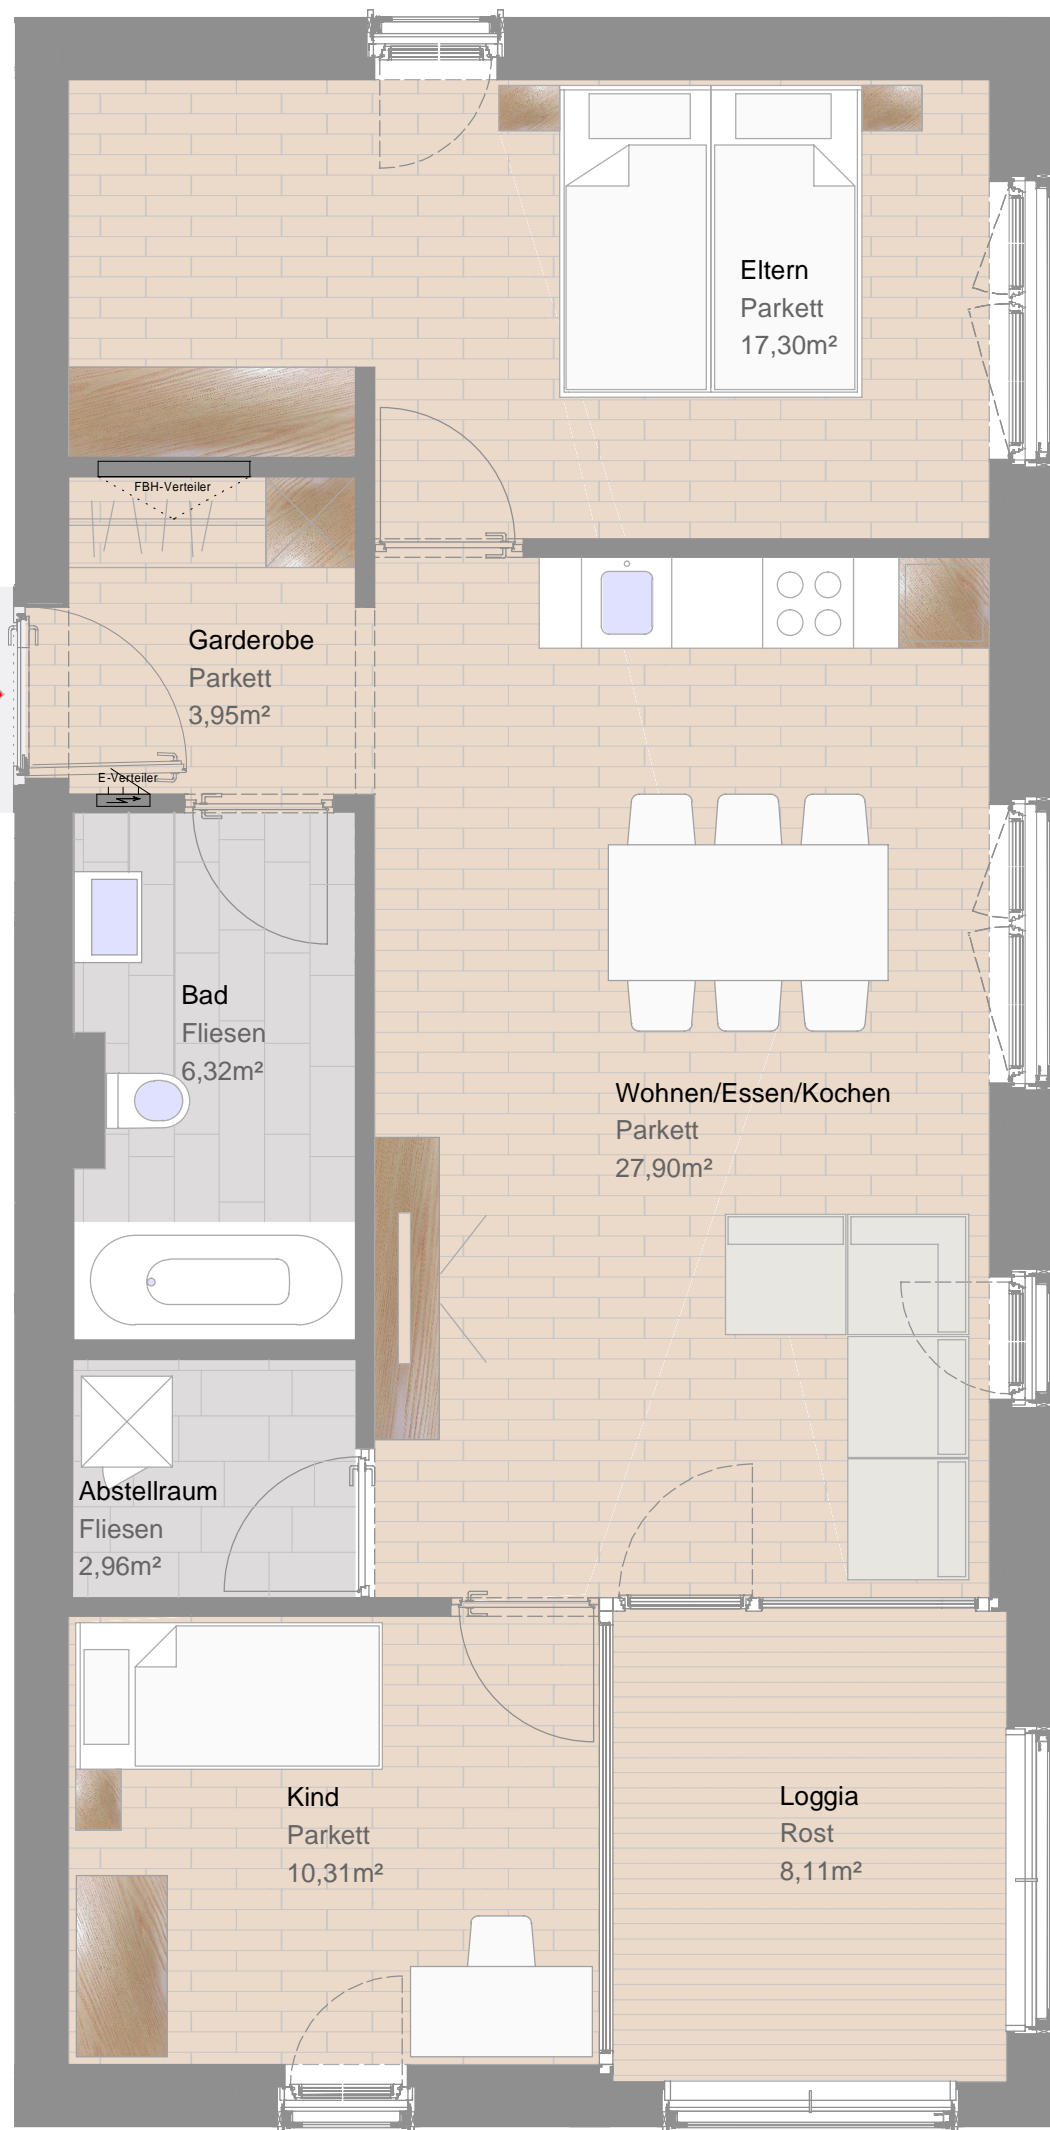 Eltern
Parkett
17,30m²
FBH-Verteiler
Garderobe
Parkett
3,95m²
E-Verteiler
Bad
Fliesen
6,32m²
Wohnen/Essen/Kochen
Parkett
27,90m²
Abstellraum
Fliesen
2,96m²
Kind
Parkett
10,31m²
Loggia
Rost
8,11m²